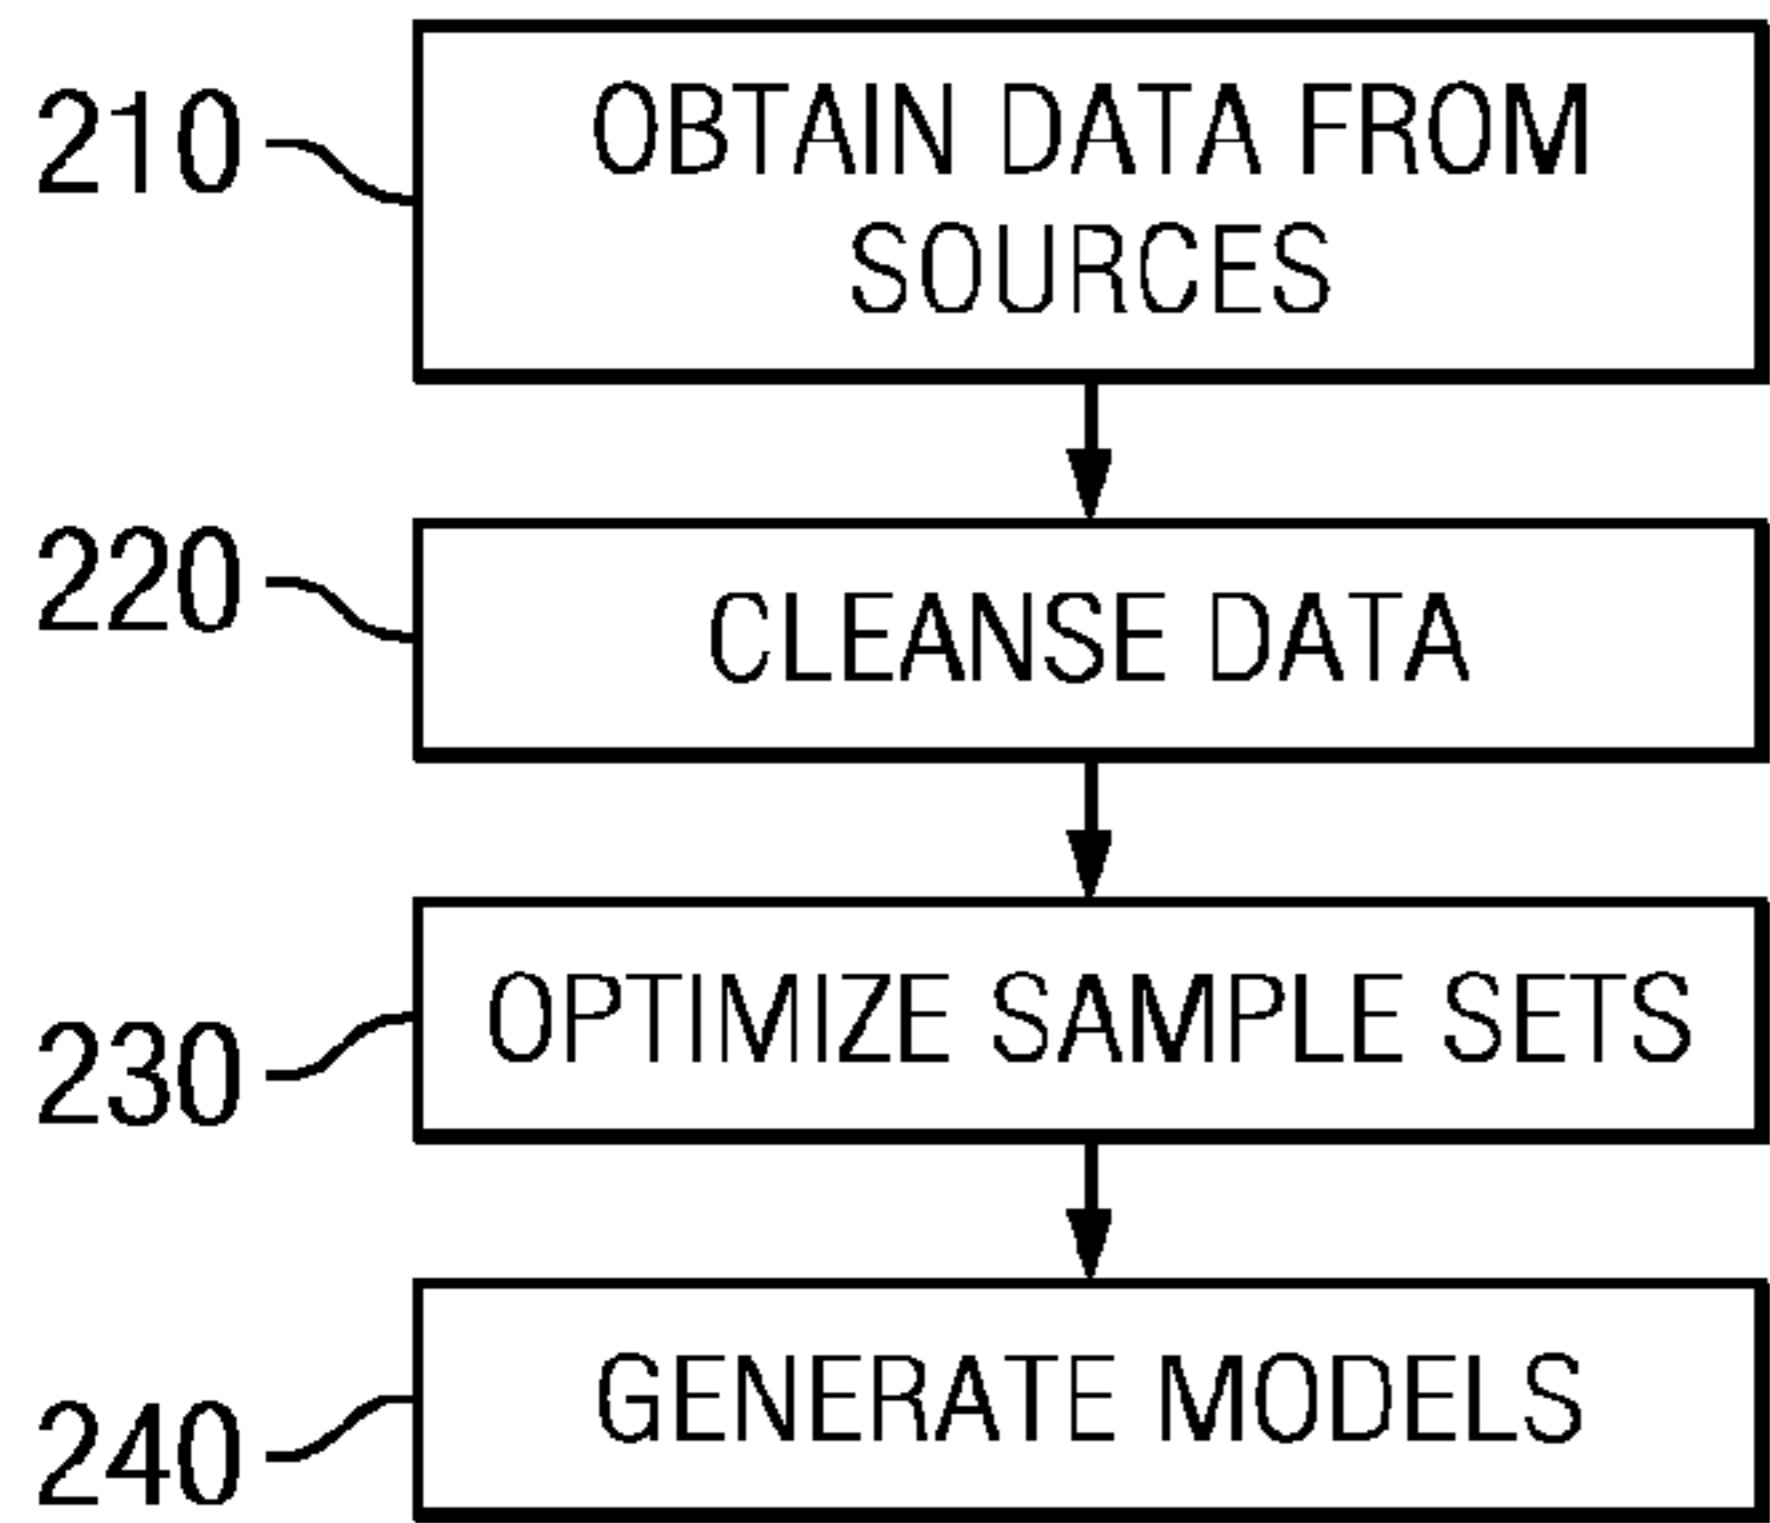 210
OBTAIN DATA FROM
SOURCES
220
CLEANSE DATA
230
OPTIMIZE SAMPLE SETS
240
GENERATE MODELS